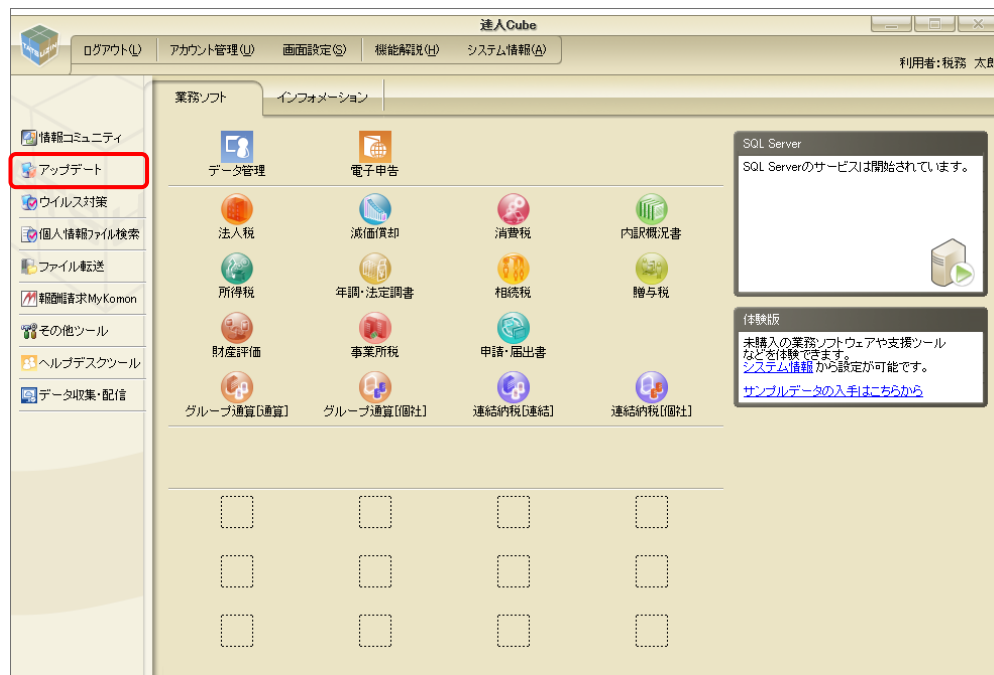 達人Cube
ログアウト(L) アカウント管理(U) 画面設定(S) 機能解説(H) システム情報(A)
利用者:税務 太郎
業務ソフト インフォメーション
情報コミュニティ
アップデート
ウイルス対策
個人情報ファイル検索
ファイル転送
報酬請求MyKomon
その他ツール
ヘルプデスクツール
データ収集・配信
データ管理 電子申告
法人税 減価償却 消費税 内訳概況書
所得税 年調・法定調書 相続税 贈与税
財産評価 事業所税 申請・届出書
グループ通算[通算] グループ通算[個社] 連結納税[連結] 連結納税[個社]
SQL Server
SQL Serverのサービスは開始されています。
体験版
未購入の業務ソフトウェアや支援ツール
などを体験できます。
システム情報から設定が可能です。
サンプルデータの入手はこちらから